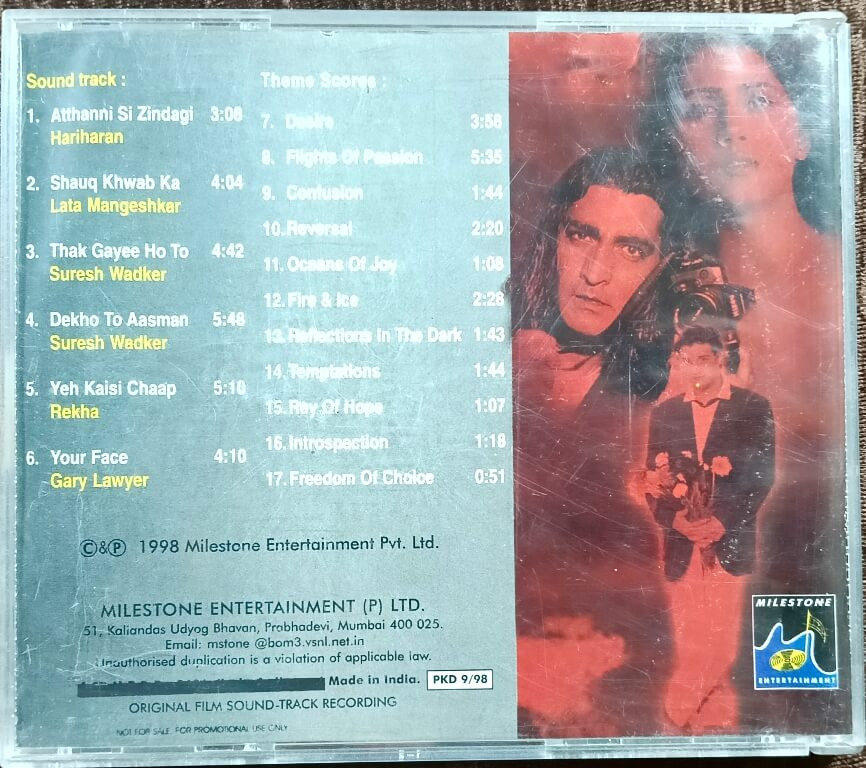 Sound track :
1. Atthanni Si Zindagi 3:08
Hariharan
2. Shauq Khwab Ka 4:04
Lata Mangeshker
3. Thak Gayee Ho To 4:42
Suresh Wadker
4. Dekho To Aasman 5:48
Suresh Wadker
5. Yeh Kaisi Chaap 5:10
Rekha
6. Your Face 4:10
Gary Lawyer
Theme Scores :
7. Desire 3:58
8. Flights Of Passion 5:35
9. Confusion 1:44
10. Reversal 2:20
11. Oceans Of Joy 1:08
12. Fire & Ice 2:28
13. Reflections In The Dark 1:43
14. Temptations 1:44
15. Ray Of Hope 1:07
16. Introspection 1:18
17. Freedom Of Choice 0:51
©&℗ 1998 Milestone Entertainment Pvt. Ltd.
MILESTONE ENTERTAINMENT (P) LTD.
51, Kaliandas Udyog Bhavan, Prabhadevi, Mumbai 400 025.
Email: mstone @bom3.vsnl.net.in
Unauthorised duplication is a violation of applicable law.
Made in India. PKD 9/98
ORIGINAL FILM SOUND-TRACK RECORDING
NOT FOR SALE. FOR PROMOTIONAL USE ONLY
MILESTONE
ENTERTAINMENT